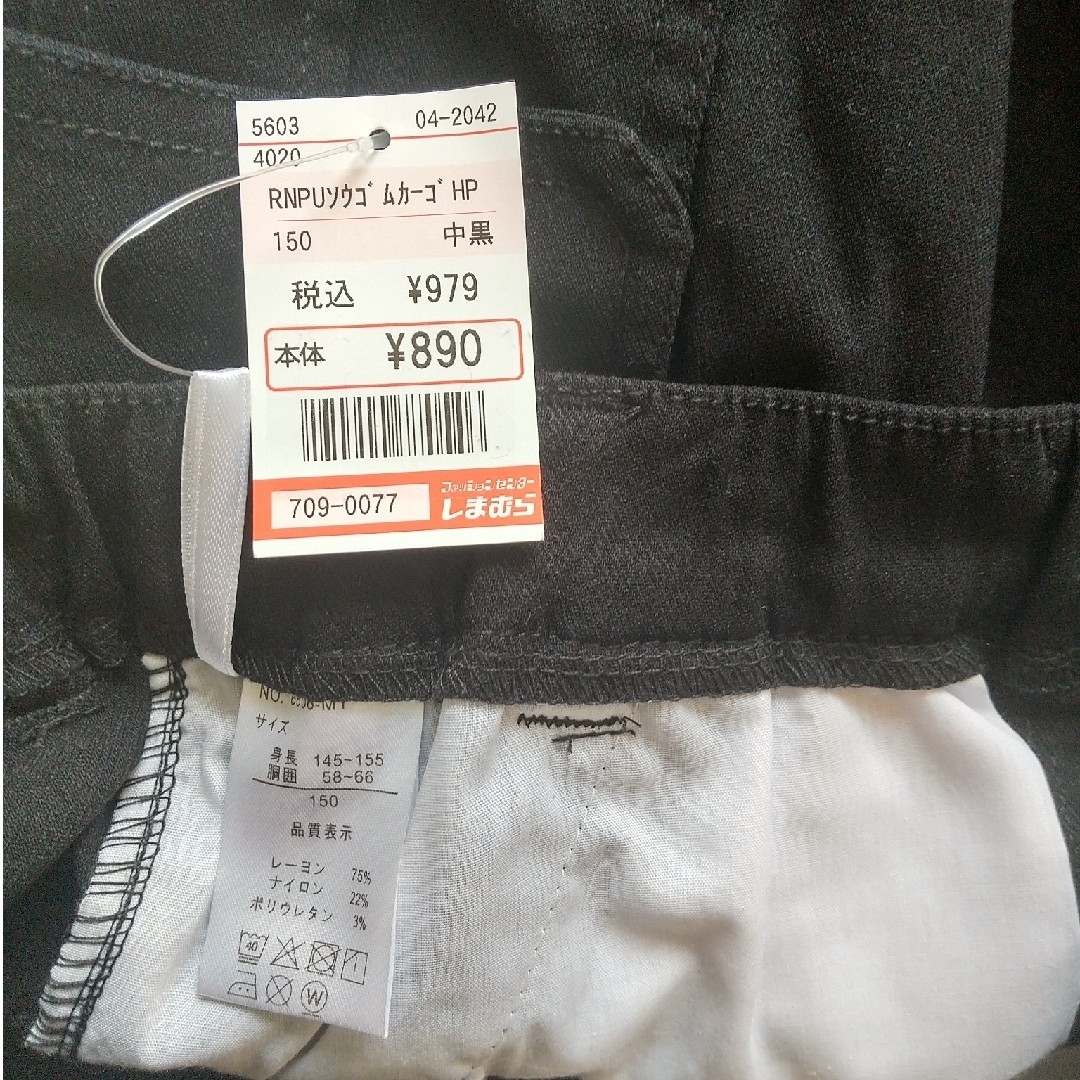 5603 04-2042
4020
RNPUｿｳｺﾞﾑｶｰｺﾞHP
150 中黒
税込 ¥979
本体 ¥890
709-0077
ファッションセンター
しまむら
サイズ
身長 145~155
胴囲 58~66
150
品質表示
レーヨン 75%
ナイロン 22%
ポリウレタン 3%
40
W